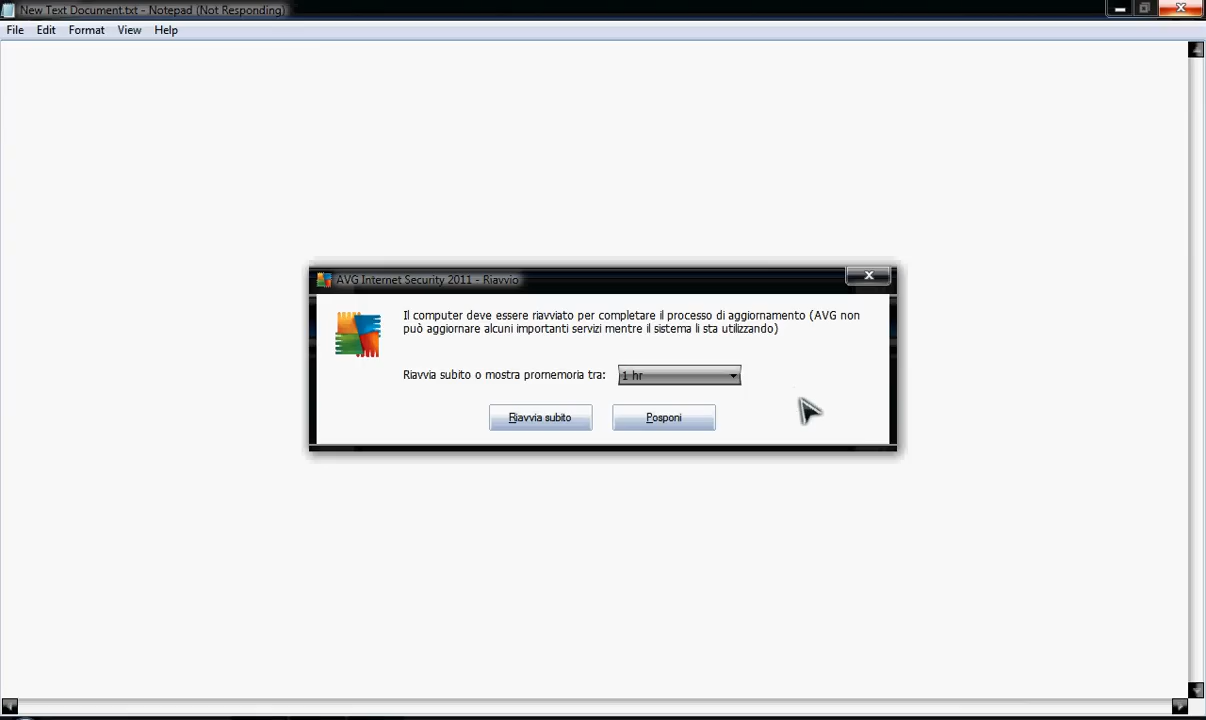 New Text Document.txt - Notepad (Not Responding)
File Edit Format View Help
AVG Internet Security 2011 - Riavvio
Il computer deve essere riavviato per completare il processo di aggiornamento (AVG non
può aggiornare alcuni importanti servizi mentre il sistema li sta utilizzando)
Riavvia subito o mostra promemoria tra: 1 hr
Riavvia subito Posponi